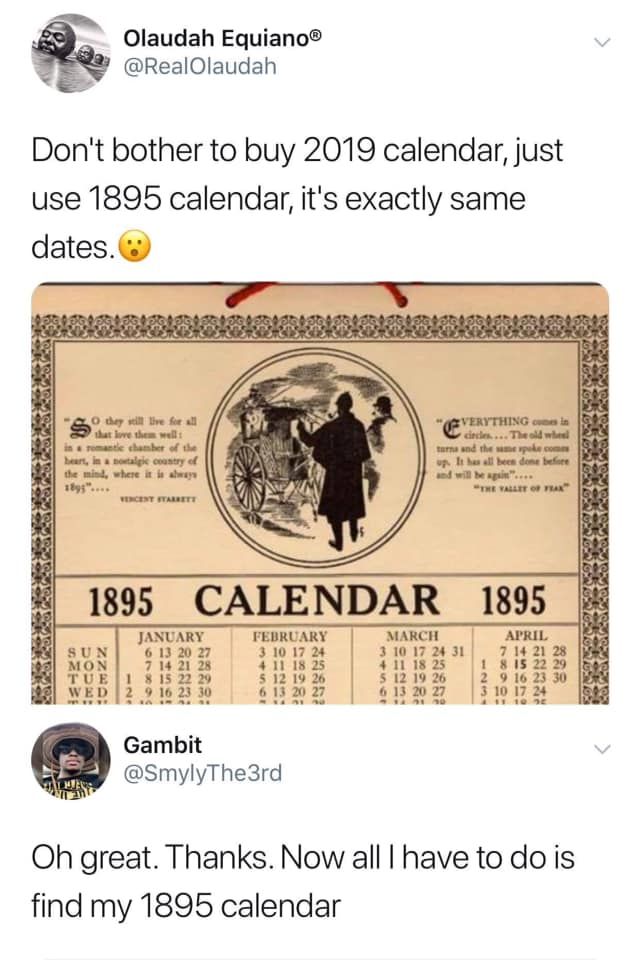 Olaudah Equiano®
@RealOlaudah
Don't bother to buy 2019 calendar, just
use 1895 calendar, it's exactly same
dates.😮
"SO they still live for all
that love them well:
in a romantic chamber of the
heart, in a nostalgic country of
the mind, where it is always
1895"....
VINCENT STARRETT
"EVERYTHING comes in
circles.... The old wheel
turns and the same spoke comes
up. It has all been done before
and will be again"....
"THE VALLEY OF FEAR"
1895 CALENDAR 1895
JANUARY FEBRUARY MARCH APRIL
SUN 6 13 20 27 3 10 17 24 3 10 17 24 31 7 14 21 28
MON 7 14 21 28 4 11 18 25 4 11 18 25 1 8 15 22 29
TUE 1 8 15 22 29 5 12 19 26 5 12 19 26 2 9 16 23 30
WED 2 9 16 23 30 6 13 20 27 6 13 20 27 3 10 17 24
Gambit
@SmylyThe3rd
Oh great. Thanks. Now all I have to do is
find my 1895 calendar